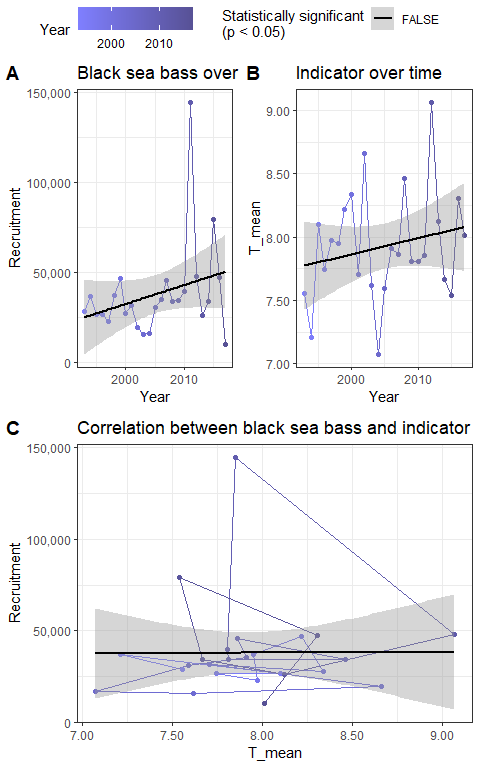 Year
2000 2010
Statistically significant
(p < 0.05)
FALSE
A
Black sea bass over
B
Indicator over time
150,000
100,000
50,000
0
Recruitment
2000 2010
Year
9.00
8.50
8.00
7.50
7.00
T_mean
2000 2010
Year
C
Correlation between black sea bass and indicator
150,000
100,000
50,000
0
Recruitment
7.00 7.50 8.00 8.50 9.00
T_mean